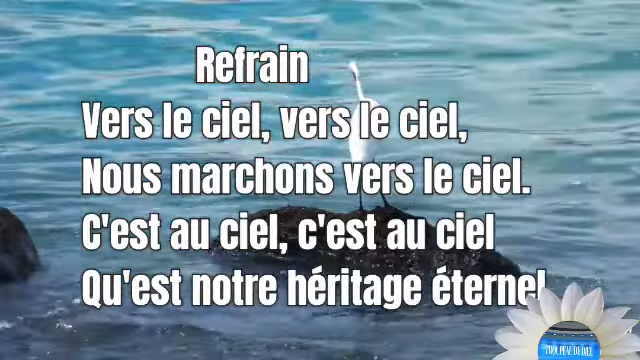 Refrain
Vers le ciel, vers le ciel,
Nous marchons vers le ciel.
C'est au ciel, c'est au ciel
Qu'est notre héritage éternel